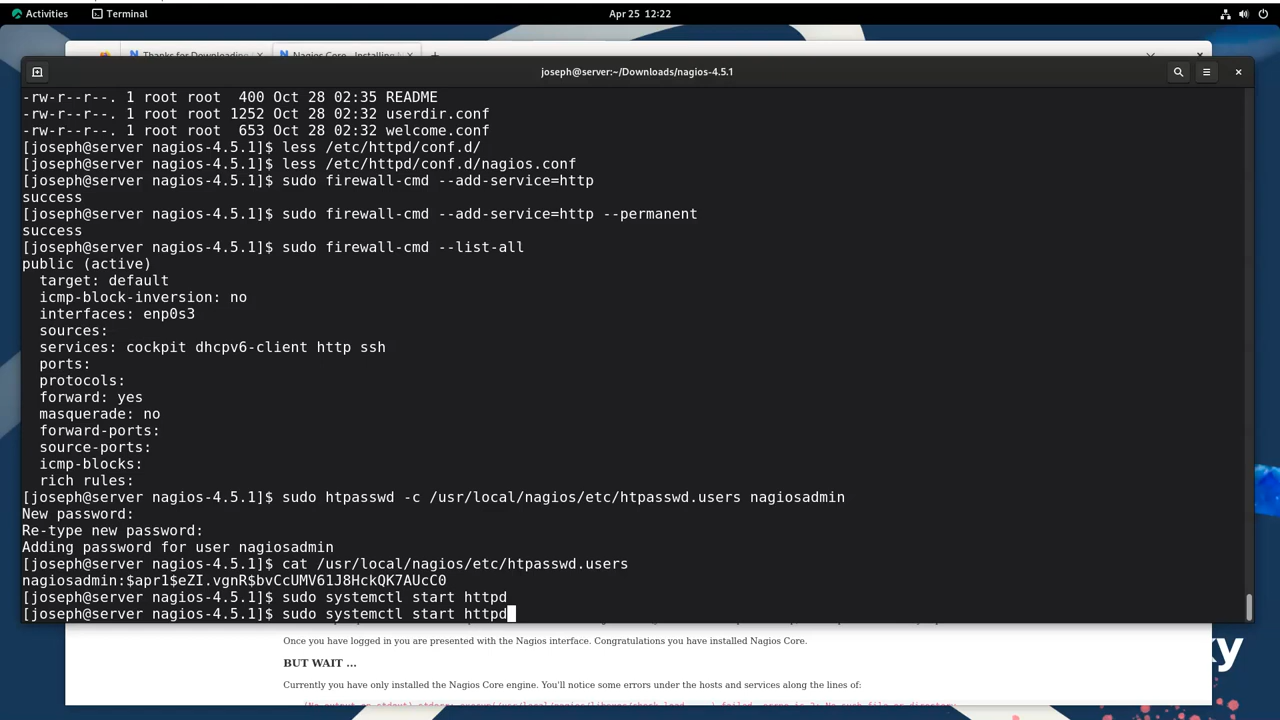 Activities Terminal Apr 25 12:22
Thanks for Downloading Nagios Core - Installing
joseph@server:~/Downloads/nagios-4.5.1
-rw-r--r--. 1 root root  400 Oct 28 02:35 README
-rw-r--r--. 1 root root 1252 Oct 28 02:32 userdir.conf
-rw-r--r--. 1 root root  653 Oct 28 02:32 welcome.conf
[joseph@server nagios-4.5.1]$ less /etc/httpd/conf.d/
[joseph@server nagios-4.5.1]$ less /etc/httpd/conf.d/nagios.conf
[joseph@server nagios-4.5.1]$ sudo firewall-cmd --add-service=http
success
[joseph@server nagios-4.5.1]$ sudo firewall-cmd --add-service=http --permanent
success
[joseph@server nagios-4.5.1]$ sudo firewall-cmd --list-all
public (active)
  target: default
  icmp-block-inversion: no
  interfaces: enp0s3
  sources:
  services: cockpit dhcpv6-client http ssh
  ports:
  protocols:
  forward: yes
  masquerade: no
  forward-ports:
  source-ports:
  icmp-blocks:
  rich rules:
[joseph@server nagios-4.5.1]$ sudo htpasswd -c /usr/local/nagios/etc/htpasswd.users nagiosadmin
New password:
Re-type new password:
Adding password for user nagiosadmin
[joseph@server nagios-4.5.1]$ cat /usr/local/nagios/etc/htpasswd.users
nagiosadmin:$apr1$eZI.vgnR$bvCcUMV61J8HckQK7AUcC0
[joseph@server nagios-4.5.1]$ sudo systemctl start httpd
[joseph@server nagios-4.5.1]$ sudo systemctl start httpd
Once you have logged in you are presented with the Nagios interface. Congratulations you have installed Nagios Core.
BUT WAIT ...
Currently you have only installed the Nagios Core engine. You'll notice some errors under the hosts and services along the lines of: